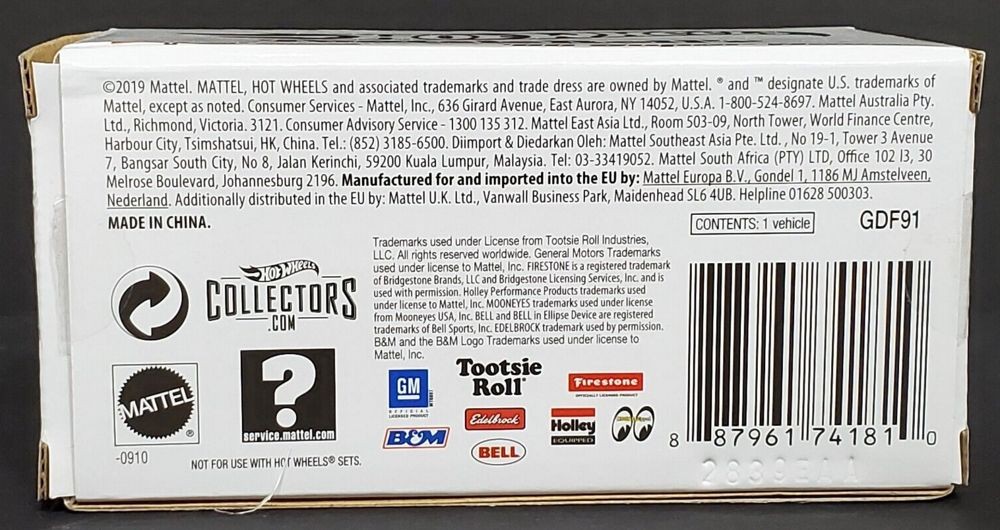 ©2019 Mattel. MATTEL, HOT WHEELS and associated trademarks and trade dress are owned by Mattel. ® and ™ designate U.S. trademarks of
Mattel, except as noted. Consumer Services - Mattel, Inc., 636 Girard Avenue, East Aurora, NY 14052, U.S.A. 1-800-524-8697. Mattel Australia Pty.
Ltd., Richmond, Victoria. 3121. Consumer Advisory Service - 1300 135 312. Mattel East Asia Ltd., Room 503-09, North Tower, World Finance Centre,
Harbour City, Tsimshatsui, HK, China. Tel.: (852) 3185-6500. Diimport & Diedarkan Oleh: Mattel Southeast Asia Pte. Ltd. , No 19-1, Tower 3 Avenue
7, Bangsar South City, No 8, Jalan Kerinchi, 59200 Kuala Lumpur, Malaysia. Tel: 03-33419052. Mattel South Africa (PTY) LTD, Office 102 I3, 30
Melrose Boulevard, Johannesburg 2196. Manufactured for and imported into the EU by: Mattel Europa B.V., Gondel 1, 1186 MJ Amstelveen,
Nederland. Additionally distributed in the EU by: Mattel U.K. Ltd., Vanwall Business Park, Maidenhead SL6 4UB. Helpline 01628 500303.
MADE IN CHINA.
CONTENTS: 1 vehicle
GDF91
Trademarks used under License from Tootsie Roll Industries,
LLC. All rights reserved worldwide. General Motors Trademarks
used under license to Mattel, Inc. FIRESTONE is a registered trademark
of Bridgestone Brands, LLC and Bridgestone Licensing Services, Inc. and is
used with permission. Holley Performance Products trademarks used
under license to Mattel, Inc. MOONEYES trademarks used under license
from Mooneyes USA, Inc. BELL and BELL in Ellipse Device are registered
trademarks of Bell Sports, Inc. EDELBROCK trademark used by permission.
B&M and the B&M Logo Trademarks used under license to
Mattel, Inc.
HOT WHEELS
COLLECTORS
.COM
MATTEL
®
-0910
?
service.mattel.com
NOT FOR USE WITH HOT WHEELS® SETS.
GM
OFFICIAL
LICENSED PRODUCT
B&M
Tootsie
Roll®
Edelbrock
BELL
Firestone
OFFICIALLY LICENSED PRODUCT
Holley
EQUIPPED
8 87961 74181 0